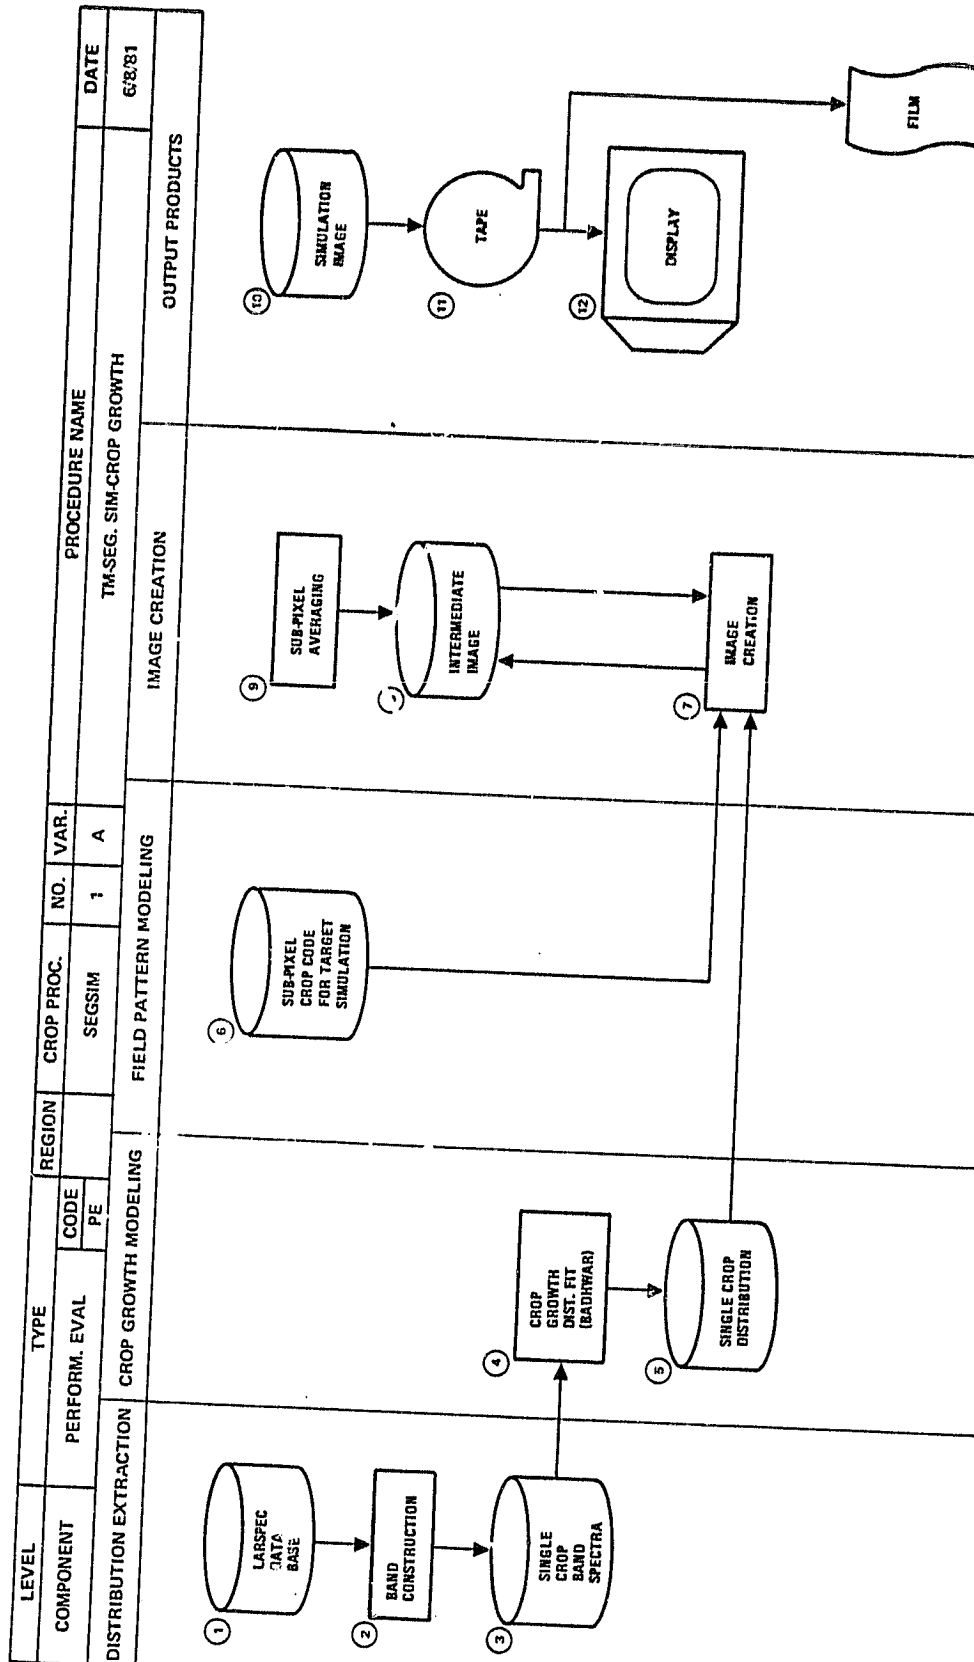 LEVEL
TYPE
REGION
CROP PROC.
NO.
VAR.
PROCEDURE NAME
DATE
COMPONENT
PERFORM. EVAL
CODE
PE
SEGSIM
1
A
TM-SEG. SIM-CROP GROWTH
6/8/81
DISTRIBUTION EXTRACTION
CROP GROWTH MODELING
FIELD PATTERN MODELING
IMAGE CREATION
OUTPUT PRODUCTS
1
LARSPEC
DATA
BASE
2
BAND
CONSTRUCTION
3
SINGLE
CROP
BAND
SPECTRA
4
CROP
GROWTH
DIST. FIT
(BADHWAR)
5
SINGLE CROP
DISTRIBUTION
6
SUB-PIXEL
CROP CODE
FOR TARGET
SIMULATION
9
SUB-PIXEL
AVERAGING
INTERMEDIATE
IMAGE
7
IMAGE
CREATION
10
SIMULATION
IMAGE
11
TAPE
12
DISPLAY
FILM